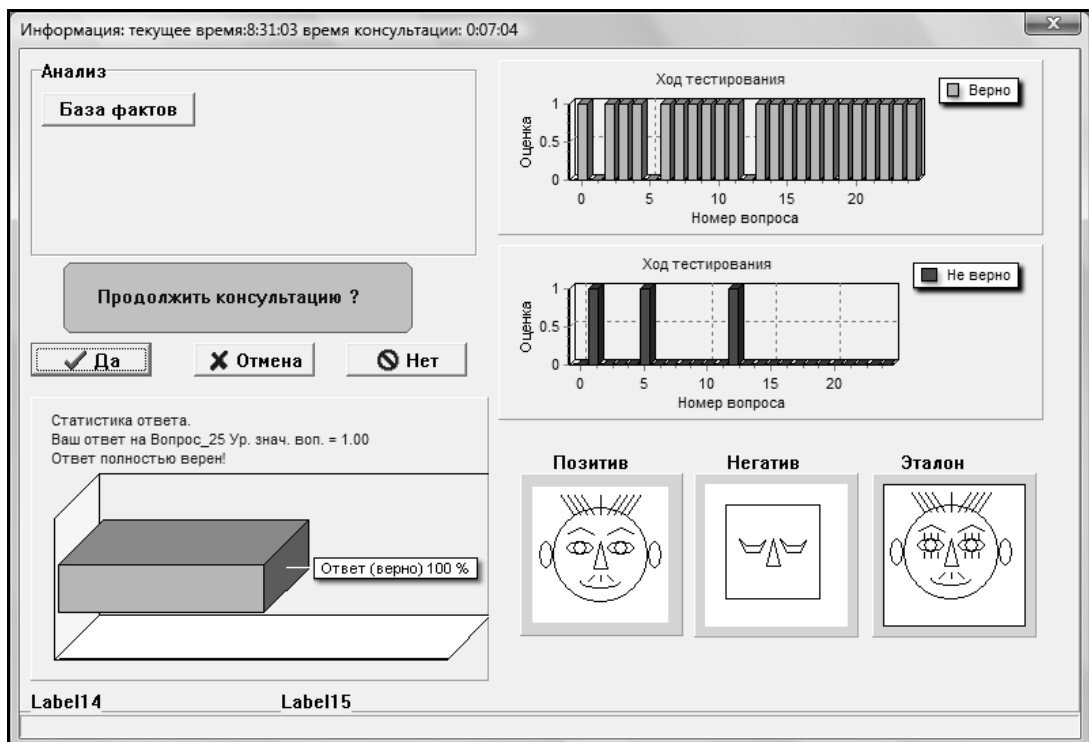 Информация: текущее время:8:31:03 время консультации: 0:07:04
Анализ
База фактов
Продолжить консультацию ?
Да
Отмена
Нет
Статистика ответа.
Ваш ответ на Вопрос_25 Ур. знач. воп. = 1.00
Ответ полностью верен!
Ответ (верно) 100 %
Label14
Label15
Ход тестирования
Верно
Оценка
1
0.5
0
0
5
10
15
20
Номер вопроса
Ход тестирования
Не верно
Оценка
1
0.5
0
0
5
10
15
20
Номер вопроса
Позитив
Негатив
Эталон